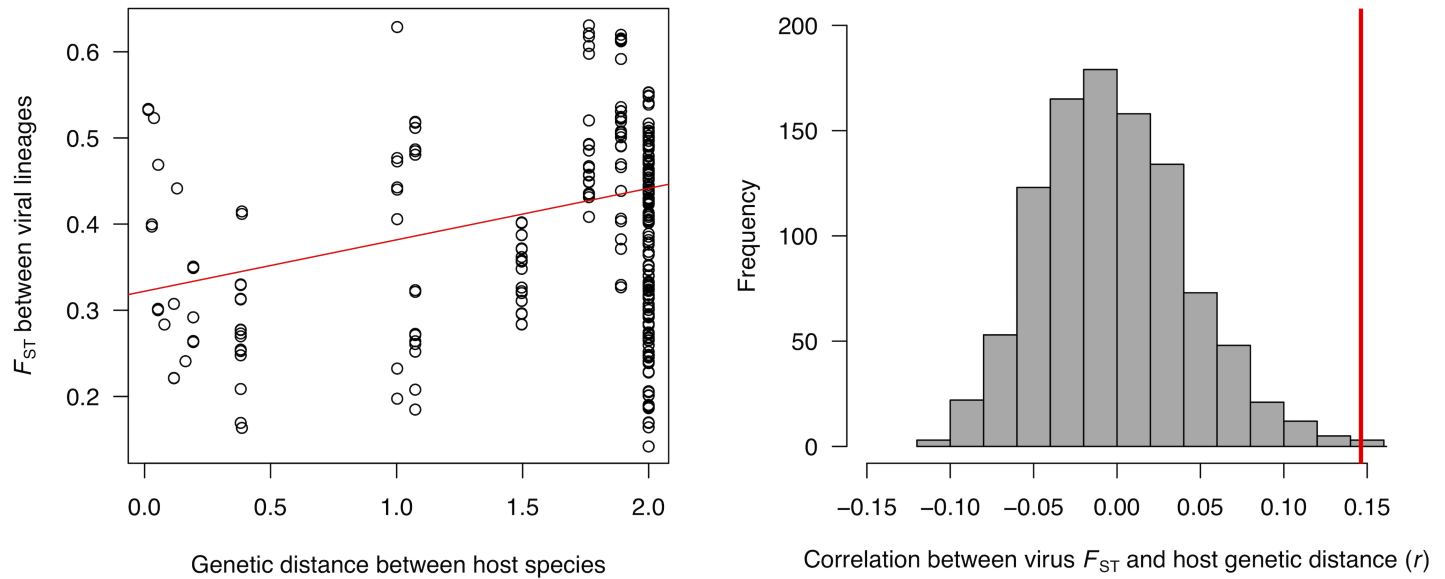 F_ST between viral lineages
0.6
0.5
0.4
0.3
0.2
0.0 0.5 1.0 1.5 2.0
Genetic distance between host species
Frequency
200
150
100
50
0
−0.15 −0.10 −0.05 0.00 0.05 0.10 0.15
Correlation between virus F_ST and host genetic distance (r)